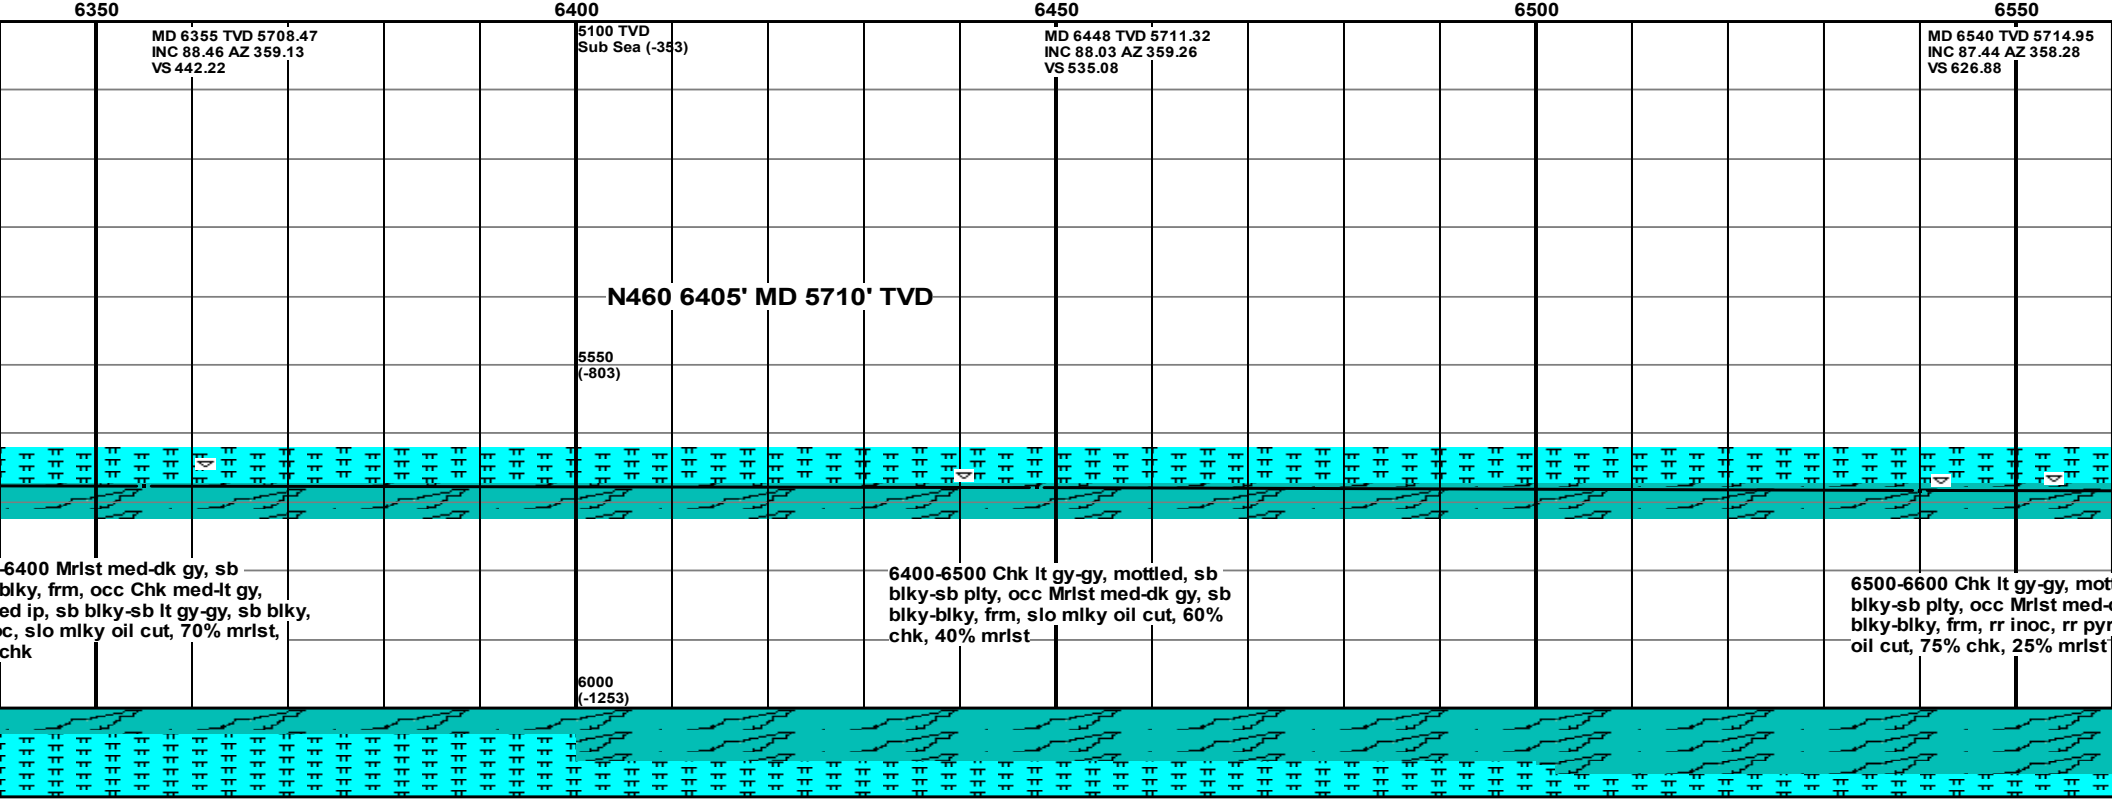 6350 6400 6450 6500 6550
MD 6355 TVD 5708.47
INC 88.46 AZ 359.13
VS 442.22
5100 TVD
Sub Sea (-353)
MD 6448 TVD 5711.32
INC 88.03 AZ 359.26
VS 535.08
MD 6540 TVD 5714.95
INC 87.44 AZ 358.28
VS 626.88
N460 6405' MD 5710' TVD
5550
(-803)
-6400 Mrlst med-dk gy, sb
blky, frm, occ Chk med-lt gy,
ed ip, sb blky-sb lt gy-gy, sb blky,
c, slo mlky oil cut, 70% mrlst,
chk
6400-6500 Chk lt gy-gy, mottled, sb
blky-sb plty, occ Mrlst med-dk gy, sb
blky-blky, frm, slo mlky oil cut, 60%
chk, 40% mrlst
6500-6600 Chk lt gy-gy, mott
blky-sb plty, occ Mrlst med-
blky-blky, frm, rr inoc, rr pyr
oil cut, 75% chk, 25% mrlst
6000
(-1253)